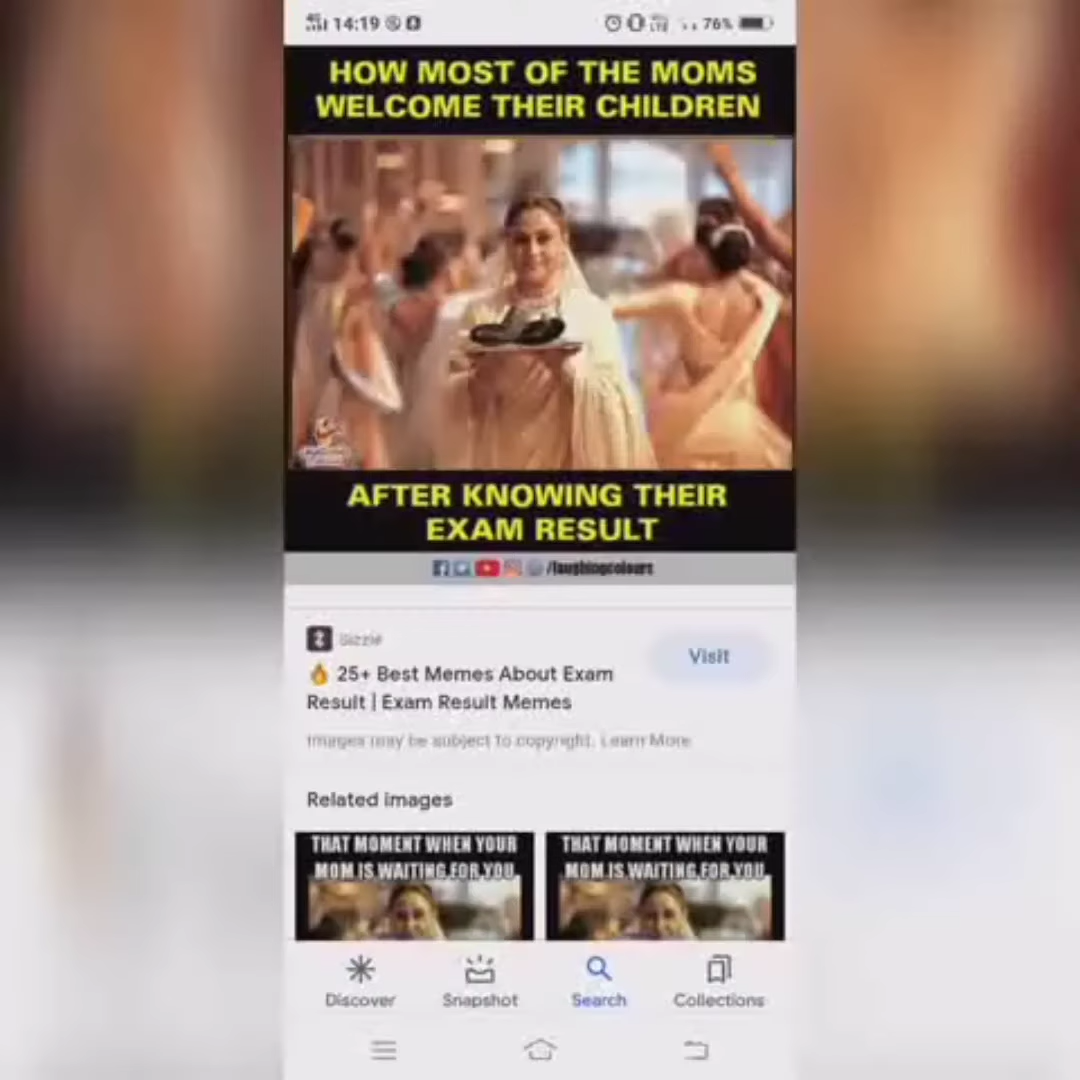 14:19
76%
HOW MOST OF THE MOMS
WELCOME THEIR CHILDREN
AFTER KNOWING THEIR
EXAM RESULT
/laughingcolours
Sizzle
Visit
25+ Best Memes About Exam
Result | Exam Result Memes
Images may be subject to copyright. Learn More
Related images
THAT MOMENT WHEN YOUR
MOM IS WAITING FOR YOU
THAT MOMENT WHEN YOUR
MOM IS WAITING FOR YOU
Discover
Snapshot
Search
Collections